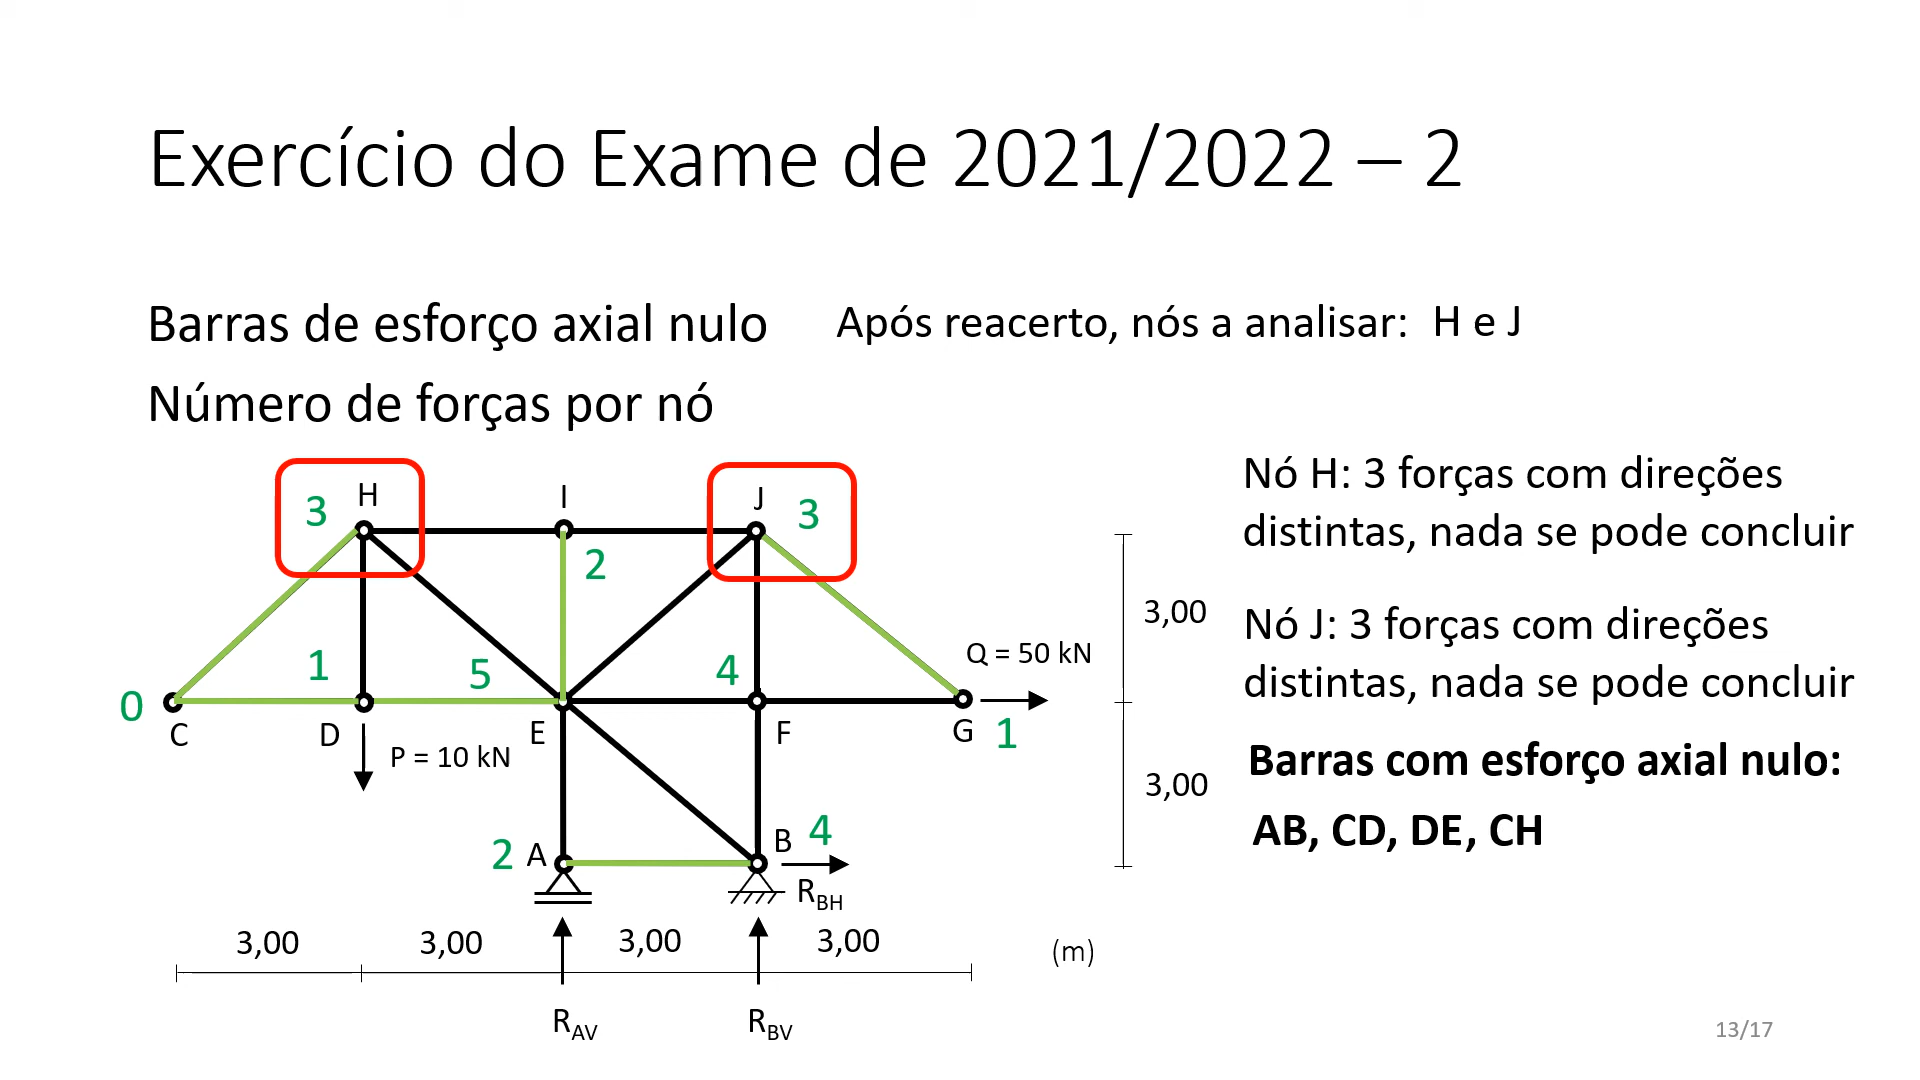 Exercício do Exame de 2021/2022 – 2
Barras de esforço axial nulo
Após reacerto, nós a analisar: H e J
Número de forças por nó
3 H
I
J 3
2
1
5
4
0
C
D
E
F
G 1
P = 10 kN
Q = 50 kN
2 A
B 4
R_BH
3,00
3,00
3,00 3,00 3,00 3,00
(m)
R_AV
R_BV
Nó H: 3 forças com direções
distintas, nada se pode concluir
Nó J: 3 forças com direções
distintas, nada se pode concluir
Barras com esforço axial nulo:
AB, CD, DE, CH
13/17